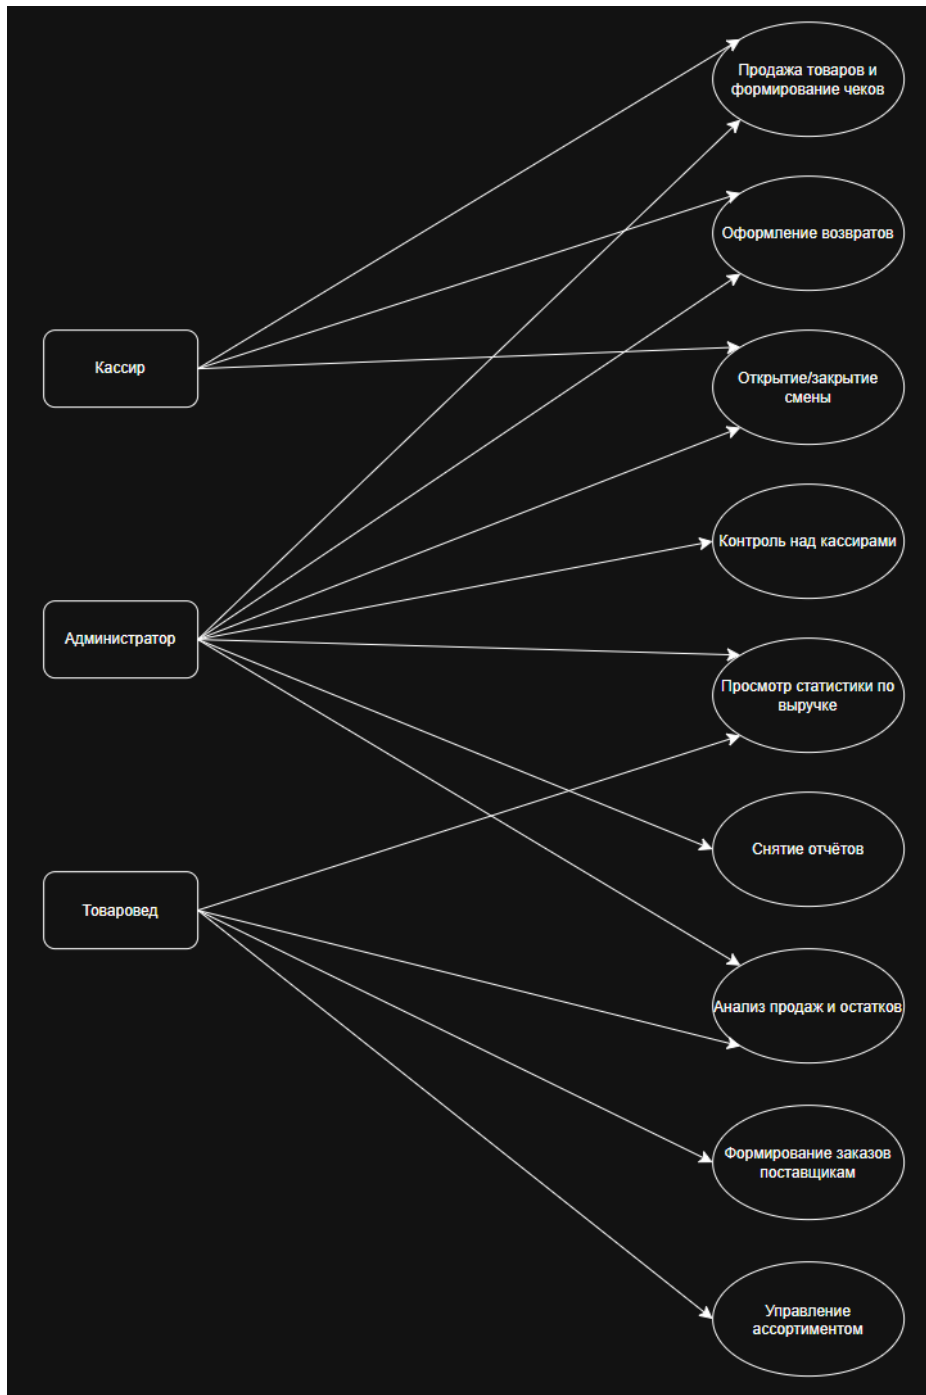 Продажа товаров и
формирование чеков
Оформление возвратов
Кассир
Открытие/закрытие
смены
Контроль над кассирами
Администратор
Просмотр статистики по
выручке
Снятие отчётов
Товаровед
Анализ продаж и остатков
Формирование заказов
поставщикам
Управление
ассортиментом